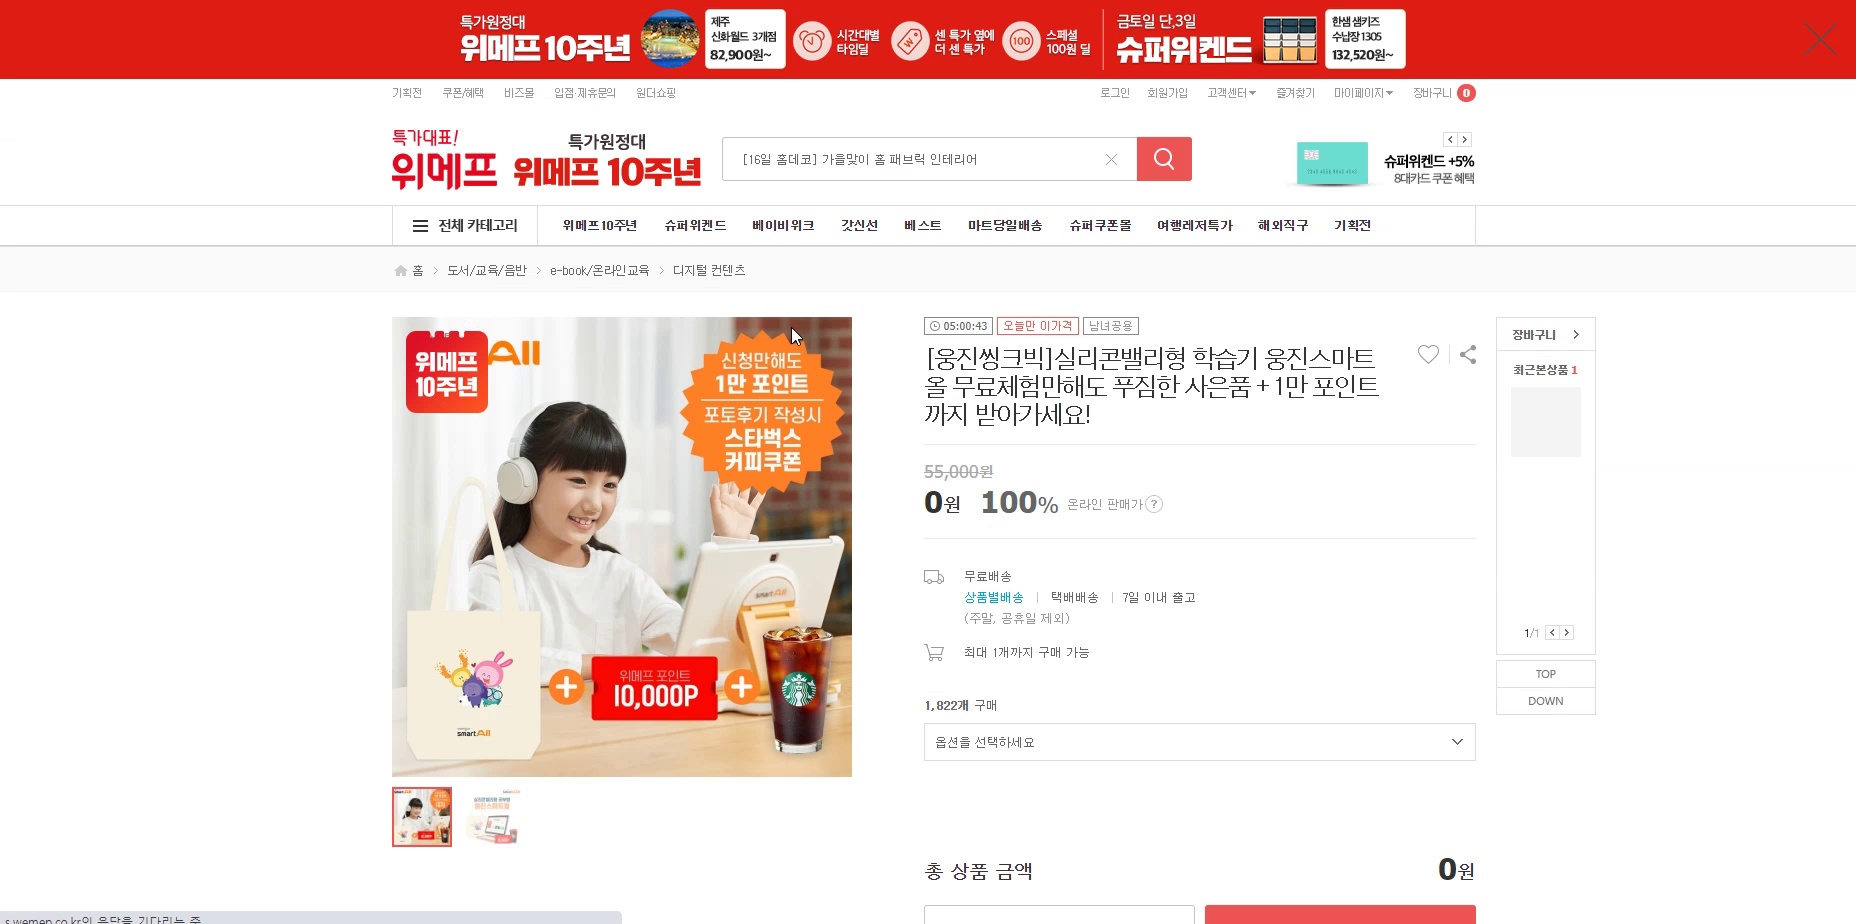 특가원정대
위메프 10주년
제주
신화월드 3개점
82,900원~
시간대별
타임딜
센 특가 옆에
더 센 특가
100
스페셜
100원 딜
금토일 단,3일
슈퍼위켄드
한샘 샘키즈
수납장 1305
132,520원~
기획전 쿠폰/혜택 비즈몰 입점·제휴문의 원더쇼핑
로그인 회원가입 고객센터 즐겨찾기 마이페이지 장바구니 0
특가대표!
위메프
특가원정대
위메프 10주년
[16일 홈데코] 가을맞이 홈 패브릭 인테리어
슈퍼위켄드 +5%
8대카드 쿠폰 혜택
전체 카테고리 위메프10주년 슈퍼위켄드 베이비위크 갓신선 베스트 마트당일배송 슈퍼쿠폰몰 여행레저특가 해외직구 기획전
홈 > 도서/교육/음반 > e-book/온라인교육 > 디지털 컨텐츠
위메프
10주년
All
신청만해도
1만 포인트
포토후기 작성시
스타벅스
커피쿠폰
smartAll
위메프 포인트
10,000P
smartAll
05:00:43 오늘만 이가격 남녀공용
[웅진씽크빅]실리콘밸리형 학습기 웅진스마트
올 무료체험만해도 푸짐한 사은품 + 1만 포인트
까지 받아가세요!
55,000원
0원 100% 온라인 판매가 ?
무료배송
상품별배송 | 택배배송 | 7일 이내 출고
(주말, 공휴일 제외)
최대 1개까지 구매 가능
1,822개 구매
옵션을 선택하세요
총 상품 금액 0원
장바구니
최근본상품 1
1/1
TOP
DOWN
s.wemep.co.kr의 응답을 기다리는 중